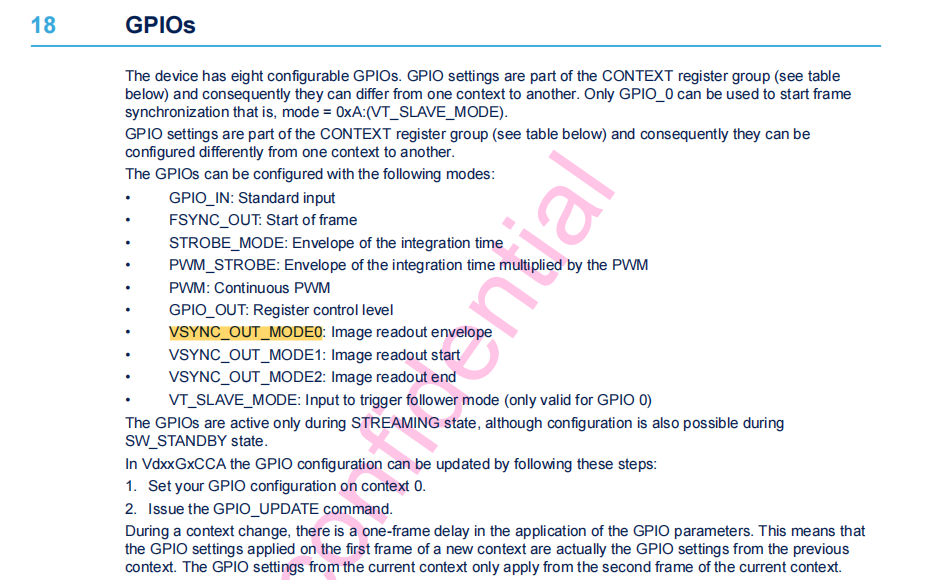 18 GPIOs
The device has eight configurable GPIOs. GPIO settings are part of the CONTEXT register group (see table
below) and consequently they can differ from one context to another. Only GPIO_0 can be used to start frame
synchronization that is, mode = 0xA:(VT_SLAVE_MODE).
GPIO settings are part of the CONTEXT register group (see table below) and consequently they can be
configured differently from one context to another.
The GPIOs can be configured with the following modes:
• GPIO_IN: Standard input
• FSYNC_OUT: Start of frame
• STROBE_MODE: Envelope of the integration time
• PWM_STROBE: Envelope of the integration time multiplied by the PWM
• PWM: Continuous PWM
• GPIO_OUT: Register control level
• VSYNC_OUT_MODE0: Image readout envelope
• VSYNC_OUT_MODE1: Image readout start
• VSYNC_OUT_MODE2: Image readout end
• VT_SLAVE_MODE: Input to trigger follower mode (only valid for GPIO 0)
The GPIOs are active only during STREAMING state, although configuration is also possible during
SW_STANDBY state.
In VdxxGxCCA the GPIO configuration can be updated by following these steps:
1. Set your GPIO configuration on context 0.
2. Issue the GPIO_UPDATE command.
During a context change, there is a one-frame delay in the application of the GPIO parameters. This means that
the GPIO settings applied on the first frame of a new context are actually the GPIO settings from the previous
context. The GPIO settings from the current context only apply from the second frame of the current context.
confidential